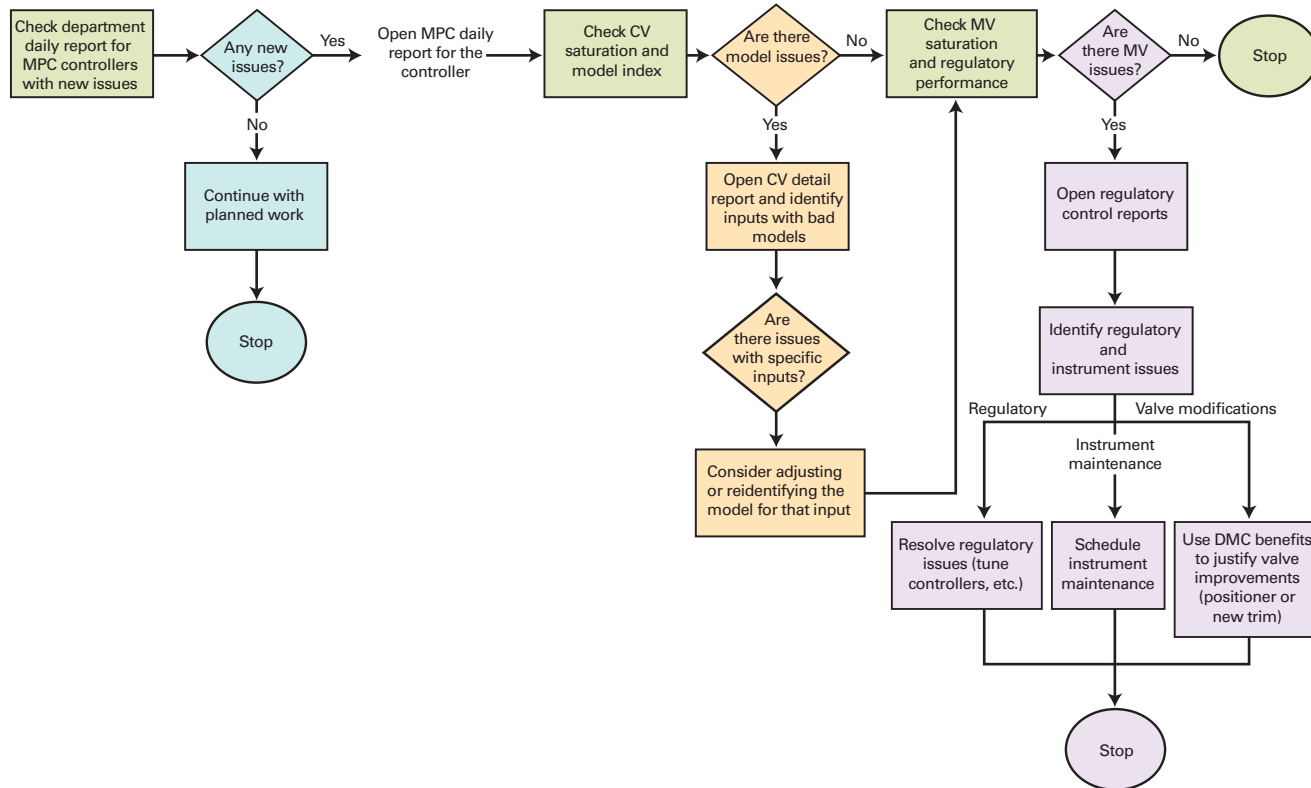 Check department
daily report for
MPC controllers
with new issues
Any new
issues?
Yes
Open MPC daily
report for the
controller
Check CV
saturation and
model index
Are there
model issues?
No
Check MV
saturation
and regulatory
performance
Are
there MV
issues?
No
Stop
No
Continue with
planned work
Stop
Yes
Open CV detail
report and identify
inputs with bad
models
Are
there issues
with specific
inputs?
Consider adjusting
or reidentifying the
model for that input
Yes
Open regulatory
control reports
Identify regulatory
and
instrument issues
Regulatory
Instrument
maintenance
Valve modifications
Resolve regulatory
issues (tune
controllers, etc.)
Schedule
instrument
maintenance
Use DMC benefits
to justify valve
improvements
(positioner or
new trim)
Stop